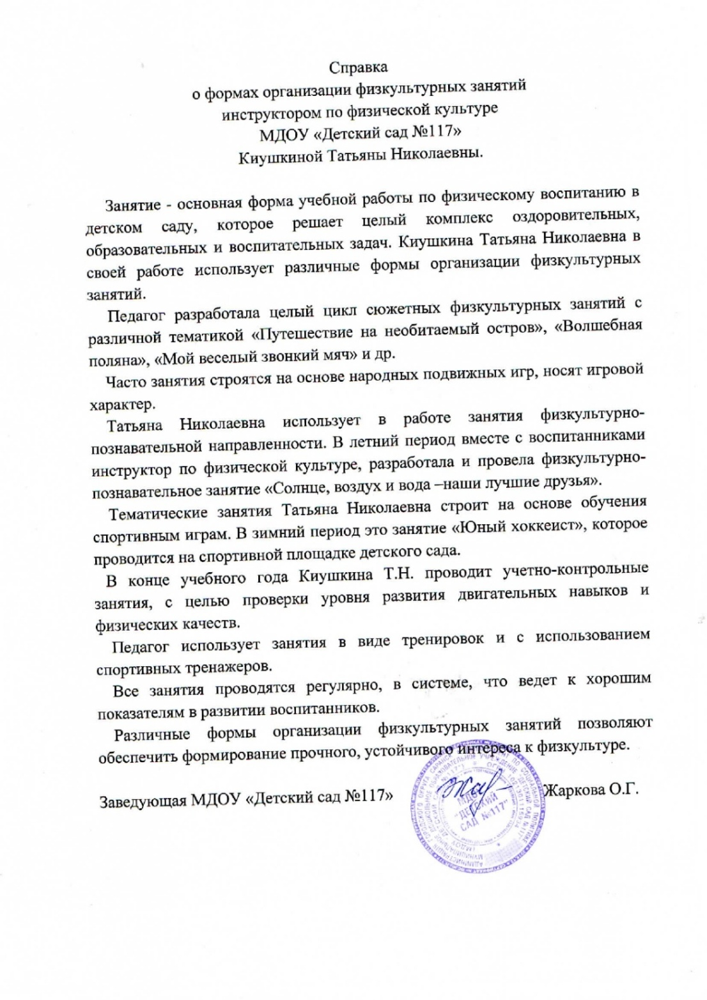 Справка
о формах организации физкультурных занятий
инструктором по физической культуре
МДОУ «Детский сад №117»
Киушкиной Татьяны Николаевны.
Занятие - основная форма учебной работы по физическому воспитанию в
детском саду, которое решает целый комплекс оздоровительных,
образовательных и воспитательных задач. Киушкина Татьяна Николаевна в
своей работе использует различные формы организации физкультурных
занятий.
Педагог разработала целый цикл сюжетных физкультурных занятий с
различной тематикой «Путешествие на необитаемый остров», «Волшебная
поляна», «Мой веселый звонкий мяч» и др.
Часто занятия строятся на основе народных подвижных игр, носят игровой
характер.
Татьяна Николаевна использует в работе занятия физкультурно-
познавательной направленности. В летний период вместе с воспитанниками
инструктор по физической культуре, разработала и провела физкультурно-
познавательное занятие «Солнце, воздух и вода –наши лучшие друзья».
Тематические занятия Татьяна Николаевна строит на основе обучения
спортивным играм. В зимний период это занятие «Юный хоккеист», которое
проводится на спортивной площадке детского сада.
В конце учебного года Киушкина Т.Н. проводит учетно-контрольные
занятия, с целью проверки уровня развития двигательных навыков и
физических качеств.
Педагог использует занятия в виде тренировок и с использованием
спортивных тренажеров.
Все занятия проводятся регулярно, в системе, что ведет к хорошим
показателям в развитии воспитанников.
Различные формы организации физкультурных занятий позволяют
обеспечить формирование прочного, устойчивого интереса к физкультуре.
Заведующая МДОУ «Детский сад №117» Жаркова О.Г.
МДОУ
"ДЕТСКИЙ
САД №117"